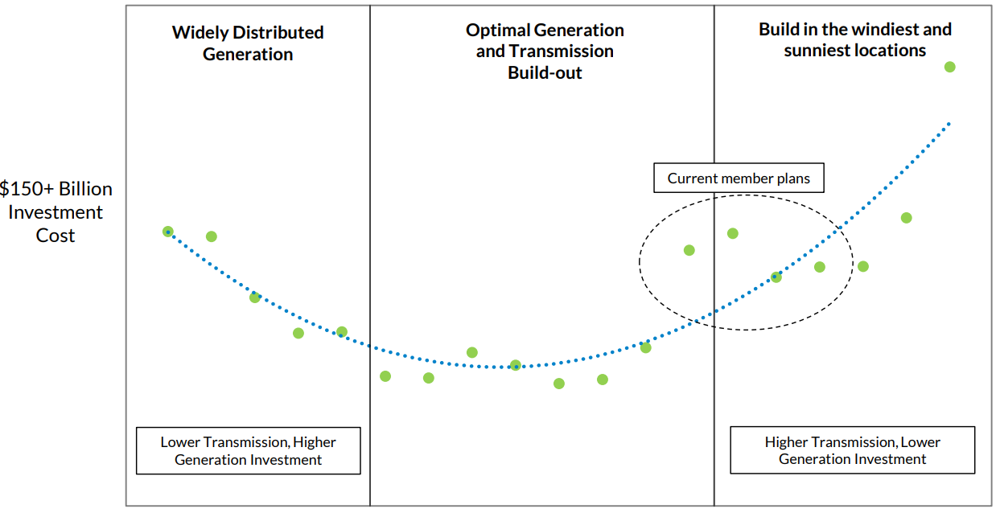 Widely Distributed
Generation
Optimal Generation
and Transmission
Build-out
Build in the windiest and
sunniest locations
$150+ Billion
Investment
Cost
Current member plans
Lower Transmission, Higher
Generation Investment
Higher Transmission, Lower
Generation Investment